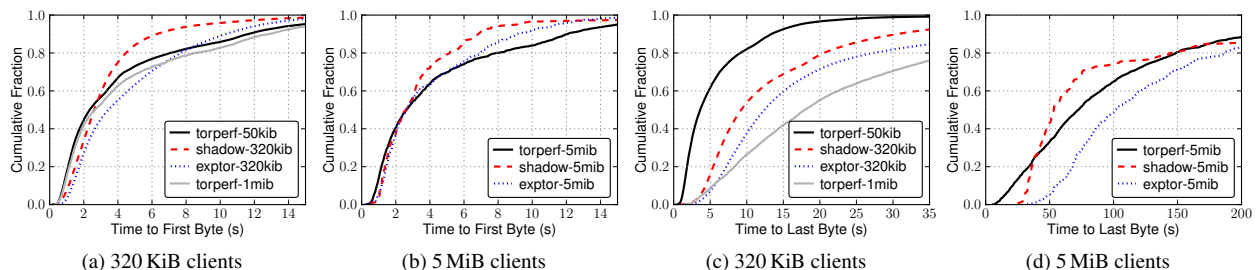 Cumulative Fraction
1.0
0.8
0.6
0.4
0.2
0.0
0 2 4 6 8 10 12 14
Time to First Byte (s)
torperf-50kib
shadow-320kib
exptor-320kib
torperf-1mib
(a) 320 KiB clients
Cumulative Fraction
1.0
0.8
0.6
0.4
0.2
0.0
0 2 4 6 8 10 12 14
Time to First Byte (s)
torperf-5mib
shadow-5mib
exptor-5mib
(b) 5 MiB clients
Cumulative Fraction
1.0
0.8
0.6
0.4
0.2
0.0
0 5 10 15 20 25 30 35
Time to Last Byte (s)
torperf-50kib
shadow-320kib
exptor-320kib
torperf-1mib
(c) 320 KiB clients
Cumulative Fraction
1.0
0.8
0.6
0.4
0.2
0.0
0 50 100 150 200
Time to Last Byte (s)
torperf-5mib
shadow-5mib
exptor-5mib
(d) 5 MiB clients